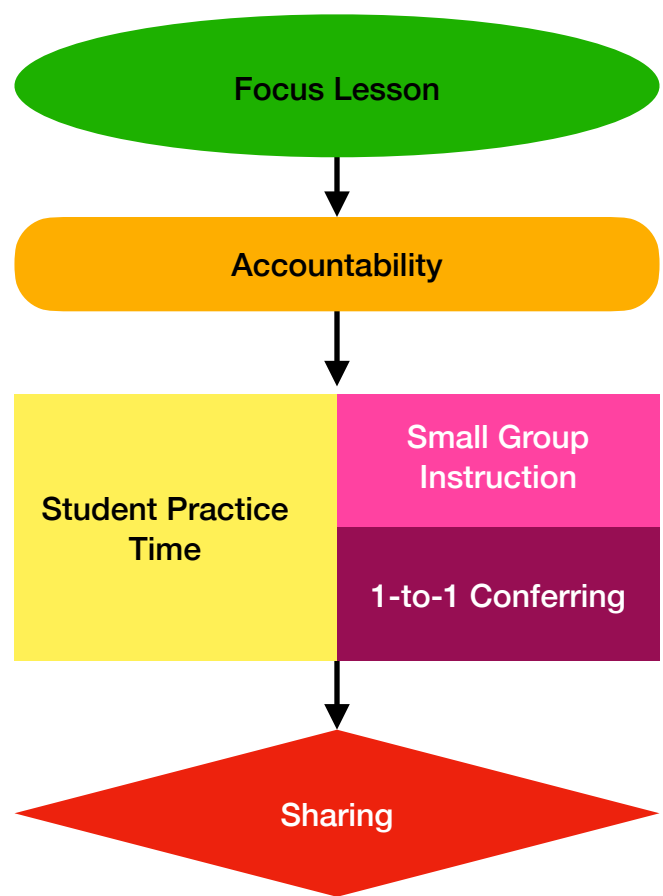 Focus Lesson
Accountability
Student Practice
Time
Small Group
Instruction
1-to-1 Conferring
Sharing